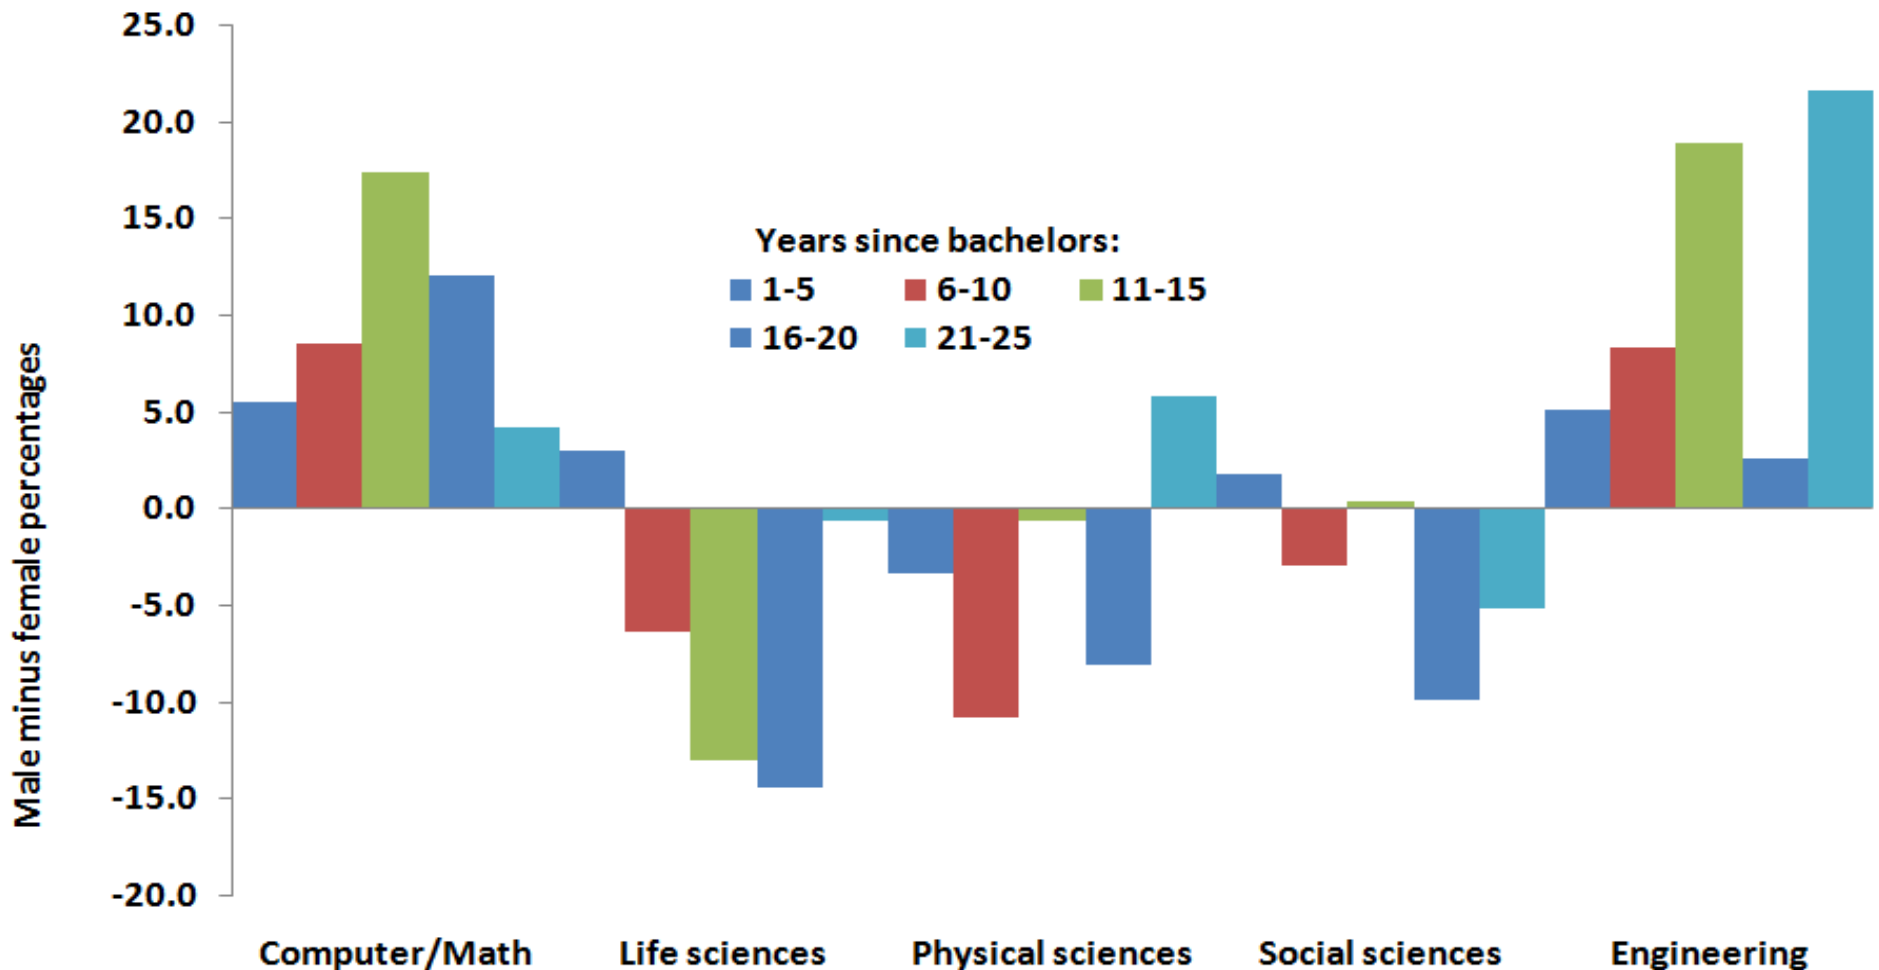 25.0
20.0
15.0
10.0
5.0
0.0
-5.0
-10.0
-15.0
-20.0
Male minus female percentages
Years since bachelors:
1-5 6-10 11-15
16-20 21-25
Computer/Math Life sciences Physical sciences Social sciences Engineering